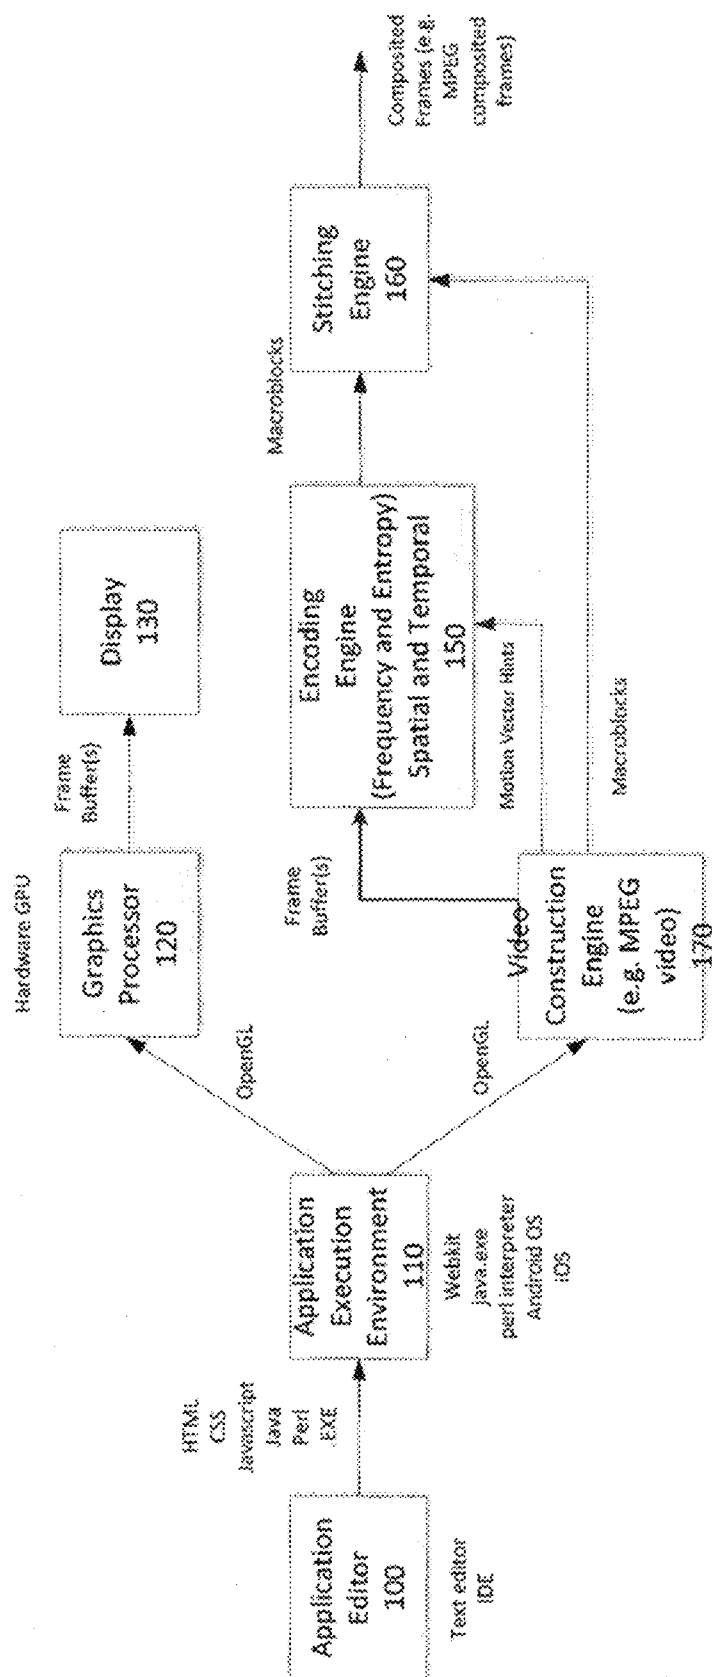 Application
Editor
100
Text editor
IDE
HTML
CSS
Javascript
Java
Perl
.EXE
Application
Execution
Environment
110
Webkit
java.exe
perl interpreter
Android OS
iOS
OpenGL
OpenGL
Hardware GPU
Graphics
Processor
120
Frame
Buffer(s)
Display
130
Video
Construction
Engine
(e.g. MPEG
video)
170
Frame
Buffer(s)
Motion Vector Hints
Macroblocks
Encoding
Engine
(Frequency and Entropy)
Spatial and Temporal
150
Macroblocks
Stitching
Engine
160
Composited
Frames (e.g.
MPEG
composited
frames)